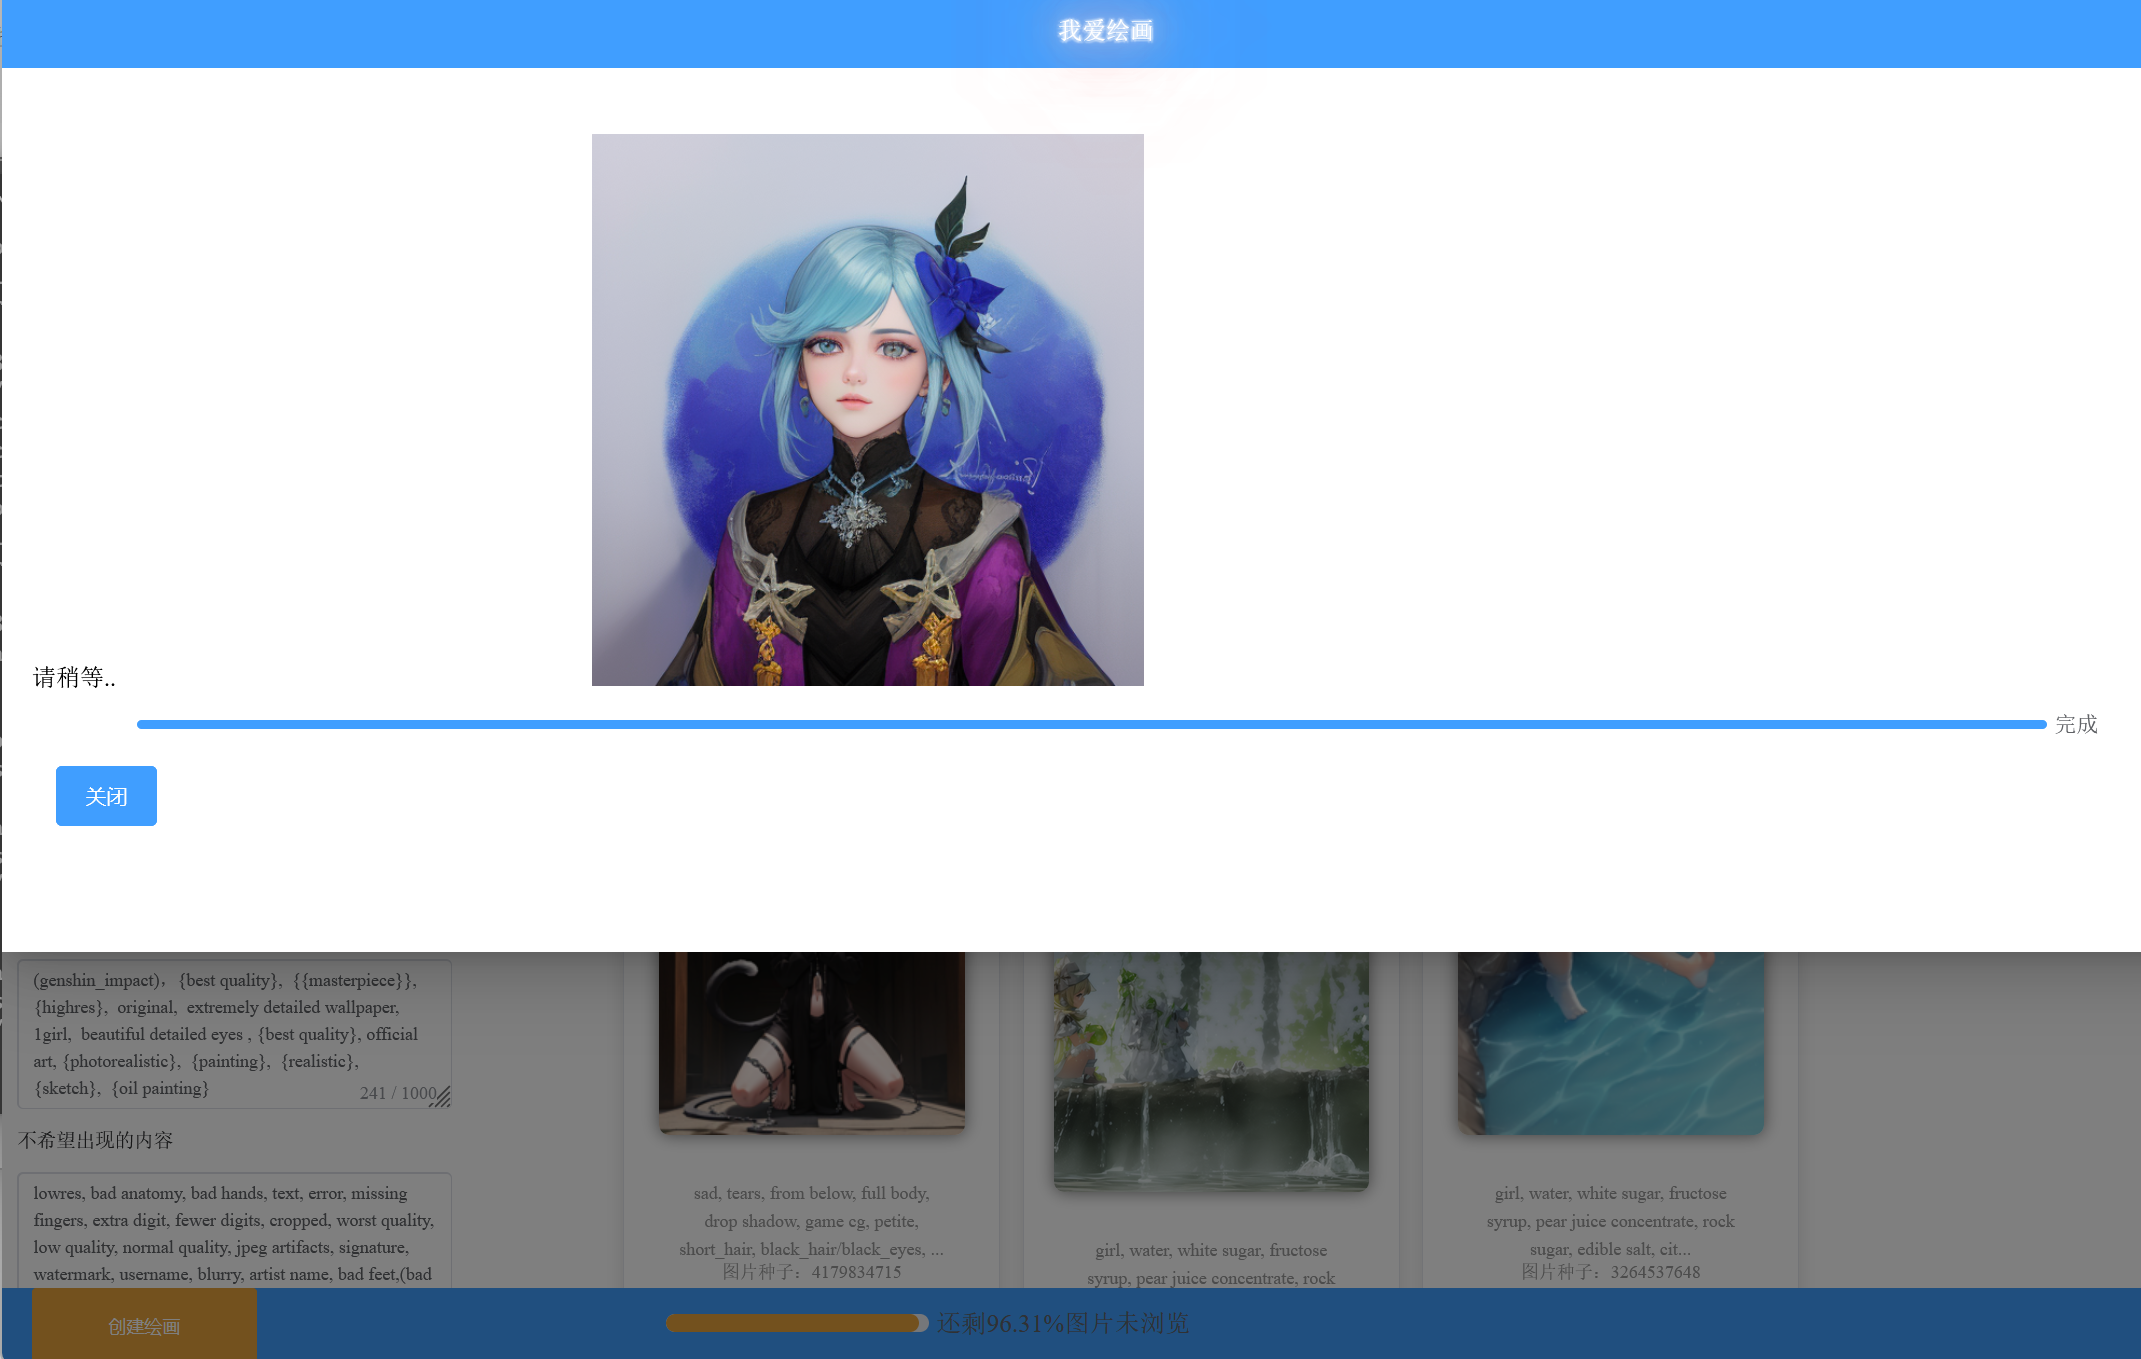 我爱绘画
请稍等..
完成
关闭
(genshin_impact)，{best quality}, {{masterpiece}},
{highres}, original, extremely detailed wallpaper,
1girl, beautiful detailed eyes , {best quality}, official
art, {photorealistic}, {painting}, {realistic},
{sketch}, {oil painting}
241 / 1000
不希望出现的内容
lowres, bad anatomy, bad hands, text, error, missing
fingers, extra digit, fewer digits, cropped, worst quality,
low quality, normal quality, jpeg artifacts, signature,
watermark, username, blurry, artist name, bad feet,(bad
sad, tears, from below, full body,
drop shadow, game cg, petite,
short_hair, black_hair/black_eyes, ...
图片种子：4179834715
girl, water, white sugar, fructose
syrup, pear juice concentrate, rock
girl, water, white sugar, fructose
syrup, pear juice concentrate, rock
sugar, edible salt, cit...
图片种子：3264537648
创建绘画
还剩96.31%图片未浏览